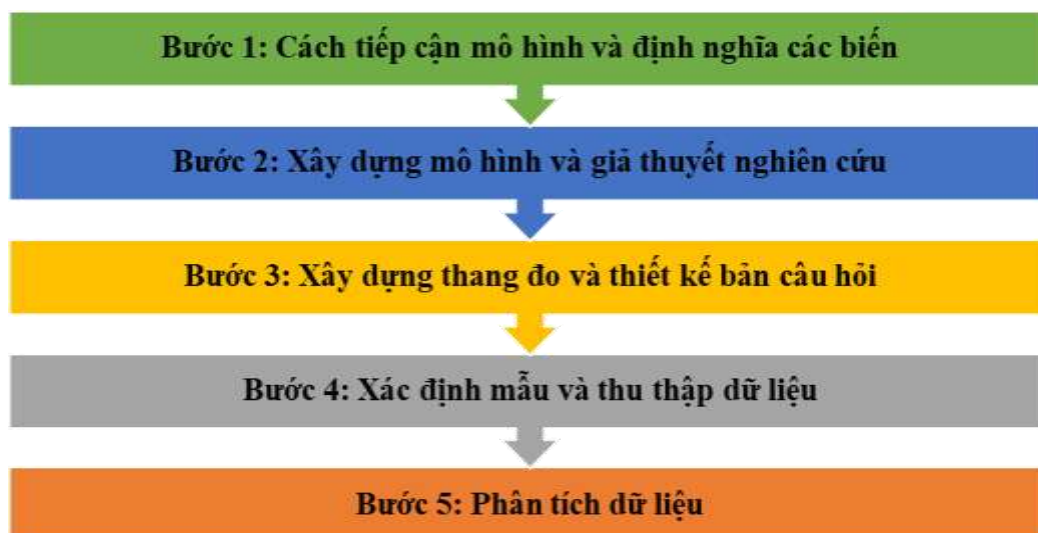 Bước 1: Cách tiếp cận mô hình và định nghĩa các biến
Bước 2: Xây dựng mô hình và giả thuyết nghiên cứu
Bước 3: Xây dựng thang đo và thiết kế bản câu hỏi
Bước 4: Xác định mẫu và thu thập dữ liệu
Bước 5: Phân tích dữ liệu